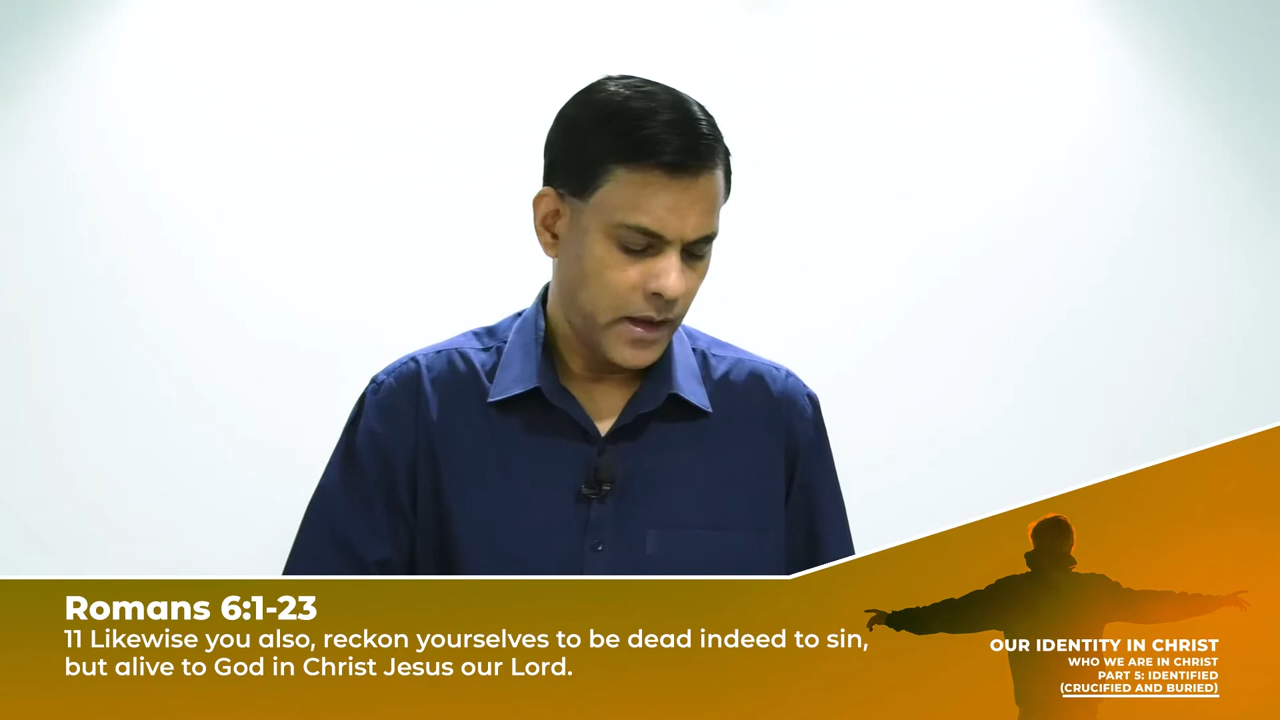 Romans 6:1-23
11 Likewise you also, reckon yourselves to be dead indeed to sin,
but alive to God in Christ Jesus our Lord.
OUR IDENTITY IN CHRIST
WHO WE ARE IN CHRIST
PART 5: IDENTIFIED
(CRUCIFIED AND BURIED)